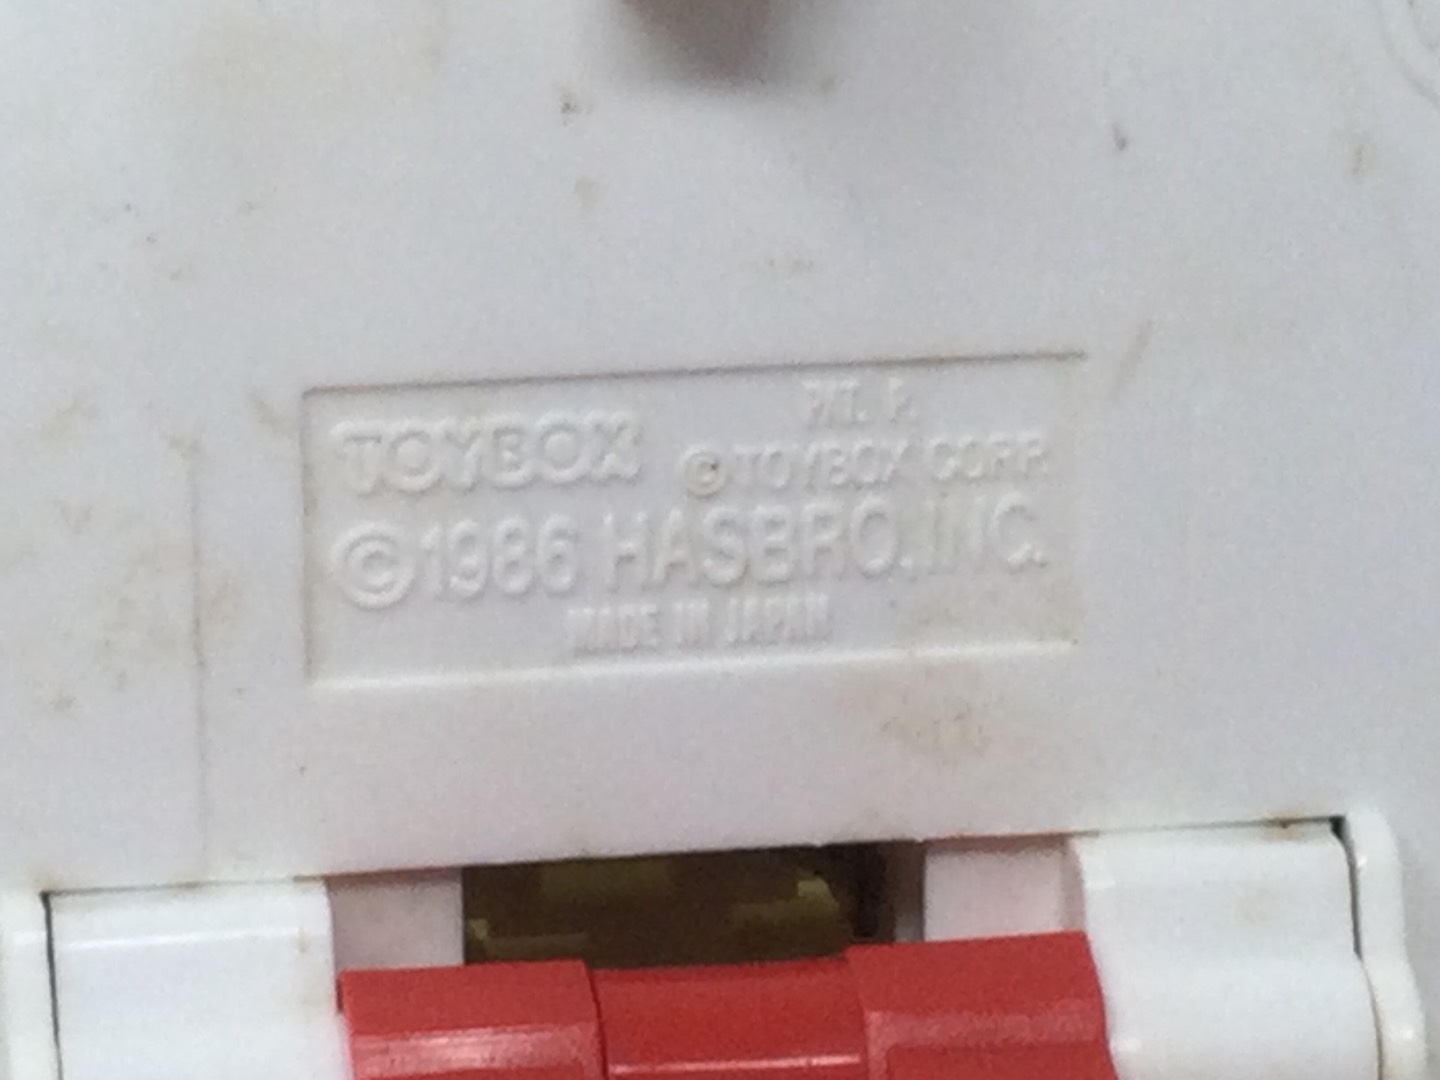 PAT. P.
TOYBOX © TOYBOX CORP.
© 1986 HASBRO, INC.
MADE IN JAPAN